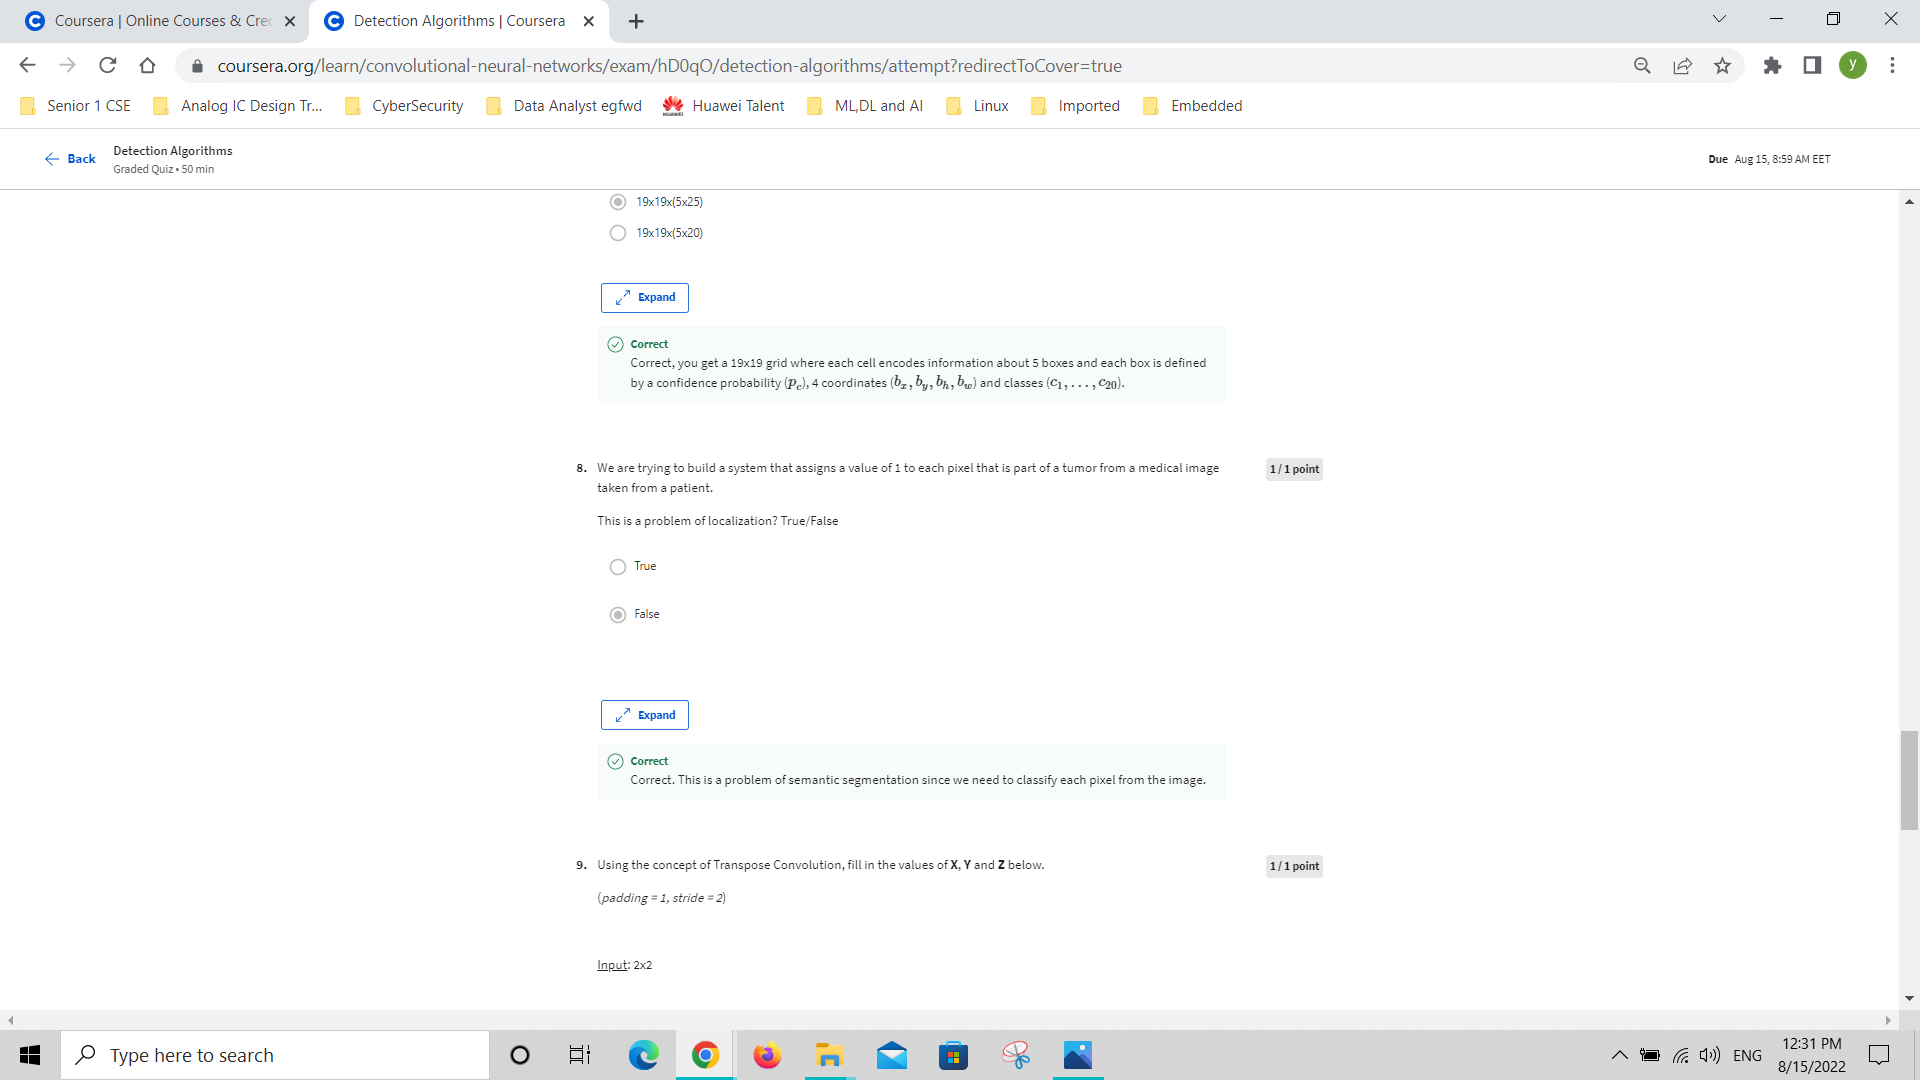 Coursera | Online Courses & Cre
Detection Algorithms | Coursera
coursera.org/learn/convolutional-neural-networks/exam/hD0qO/detection-algorithms/attempt?redirectToCover=true
y
Senior 1 CSE
Analog IC Design Tr...
CyberSecurity
Data Analyst egfwd
Huawei Talent
ML,DL and AI
Linux
Imported
Embedded
Back
Detection Algorithms
Graded Quiz • 50 min
Due Aug 15, 8:59 AM EET
19x19x(5x25)
19x19x(5x20)
Expand
Correct
Correct, you get a 19x19 grid where each cell encodes information about 5 boxes and each box is defined
by a confidence probability (p_c), 4 coordinates (b_x, b_y, b_h, b_w) and classes (c_1, . . . , c_20).
8. We are trying to build a system that assigns a value of 1 to each pixel that is part of a tumor from a medical image
1 / 1 point
taken from a patient.
This is a problem of localization? True/False
True
False
Expand
Correct
Correct. This is a problem of semantic segmentation since we need to classify each pixel from the image.
9. Using the concept of Transpose Convolution, fill in the values of X, Y and Z below.
1 / 1 point
(padding = 1, stride = 2)
Input: 2x2
Type here to search
ENG
12:31 PM
8/15/2022